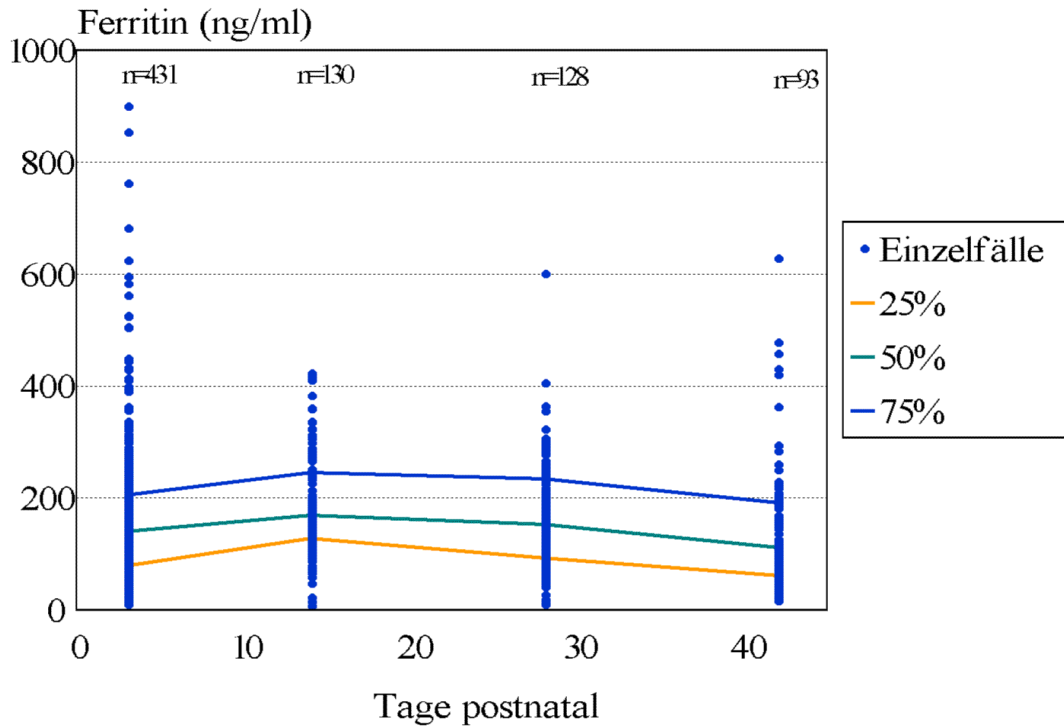 Ferritin (ng/ml)
1000
n=431 n=130 n=128 n=93
800
600
400
200
0
0 10 20 30 40
Tage postnatal
Einzelfälle
25%
50%
75%